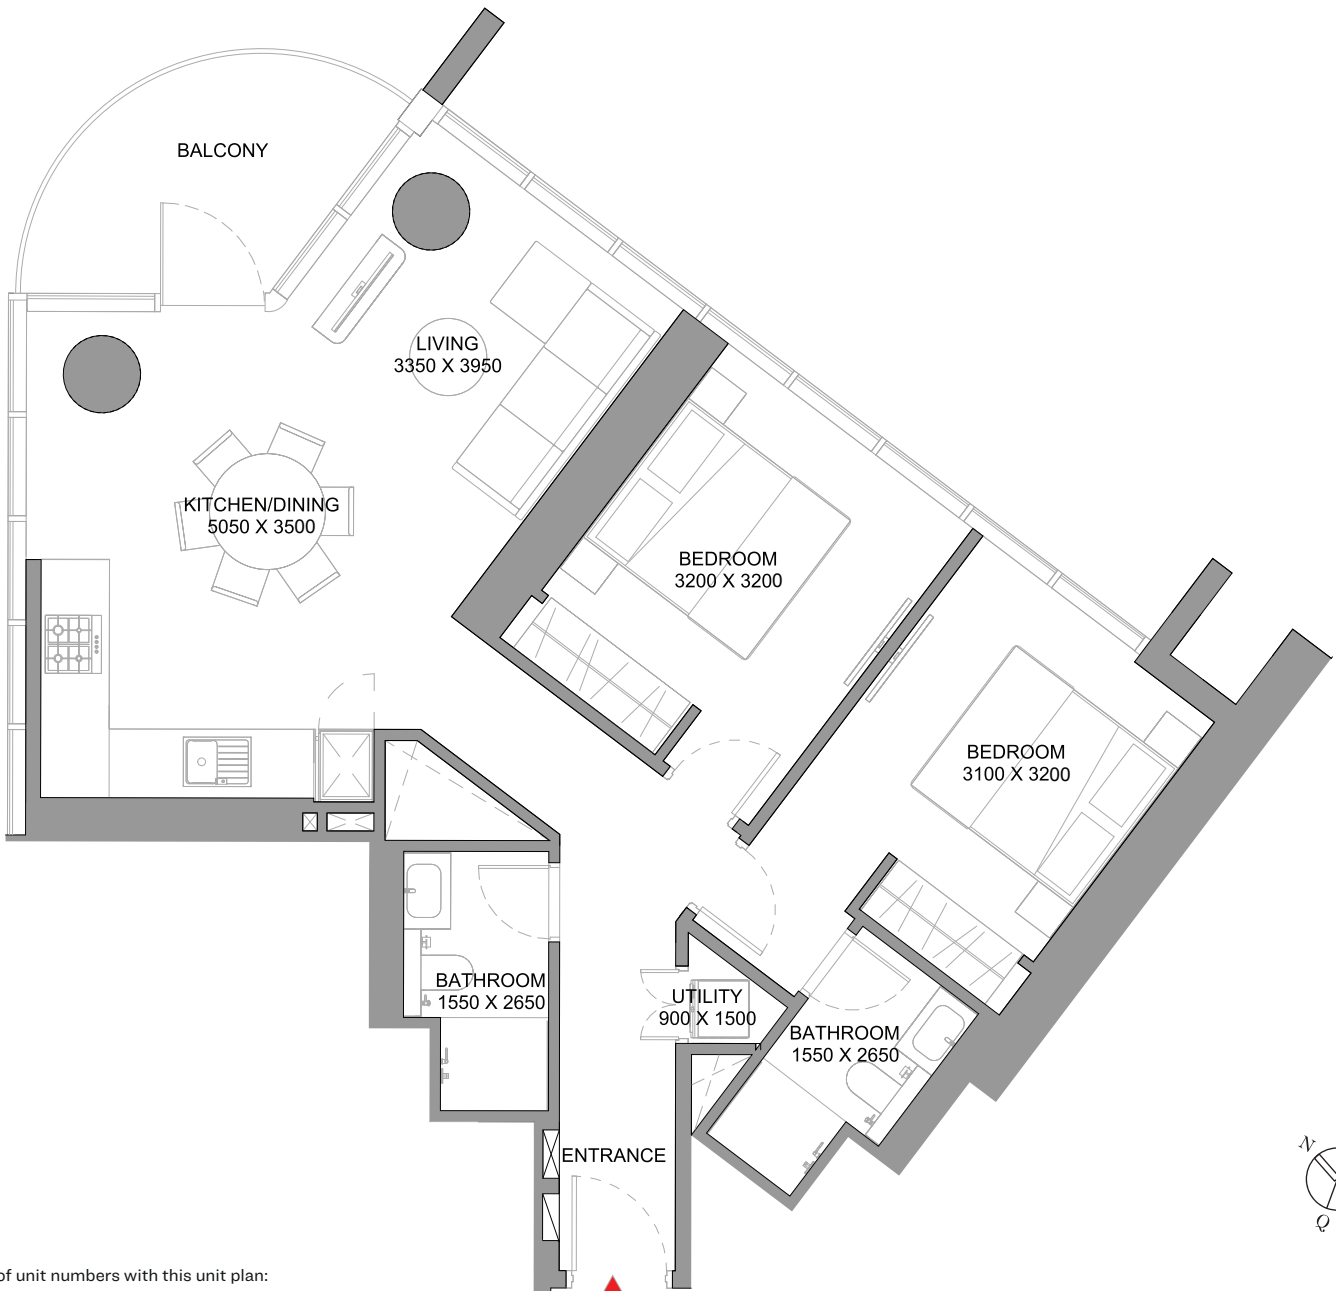 BALCONY
LIVING
3350 X 3950
KITCHEN/DINING
5050 X 3500
BEDROOM
3200 X 3200
BEDROOM
3100 X 3200
BATHROOM
1550 X 2650
UTILITY
900 X 1500
BATHROOM
1550 X 2650
ENTRANCE
N
Q
of unit numbers with this unit plan: